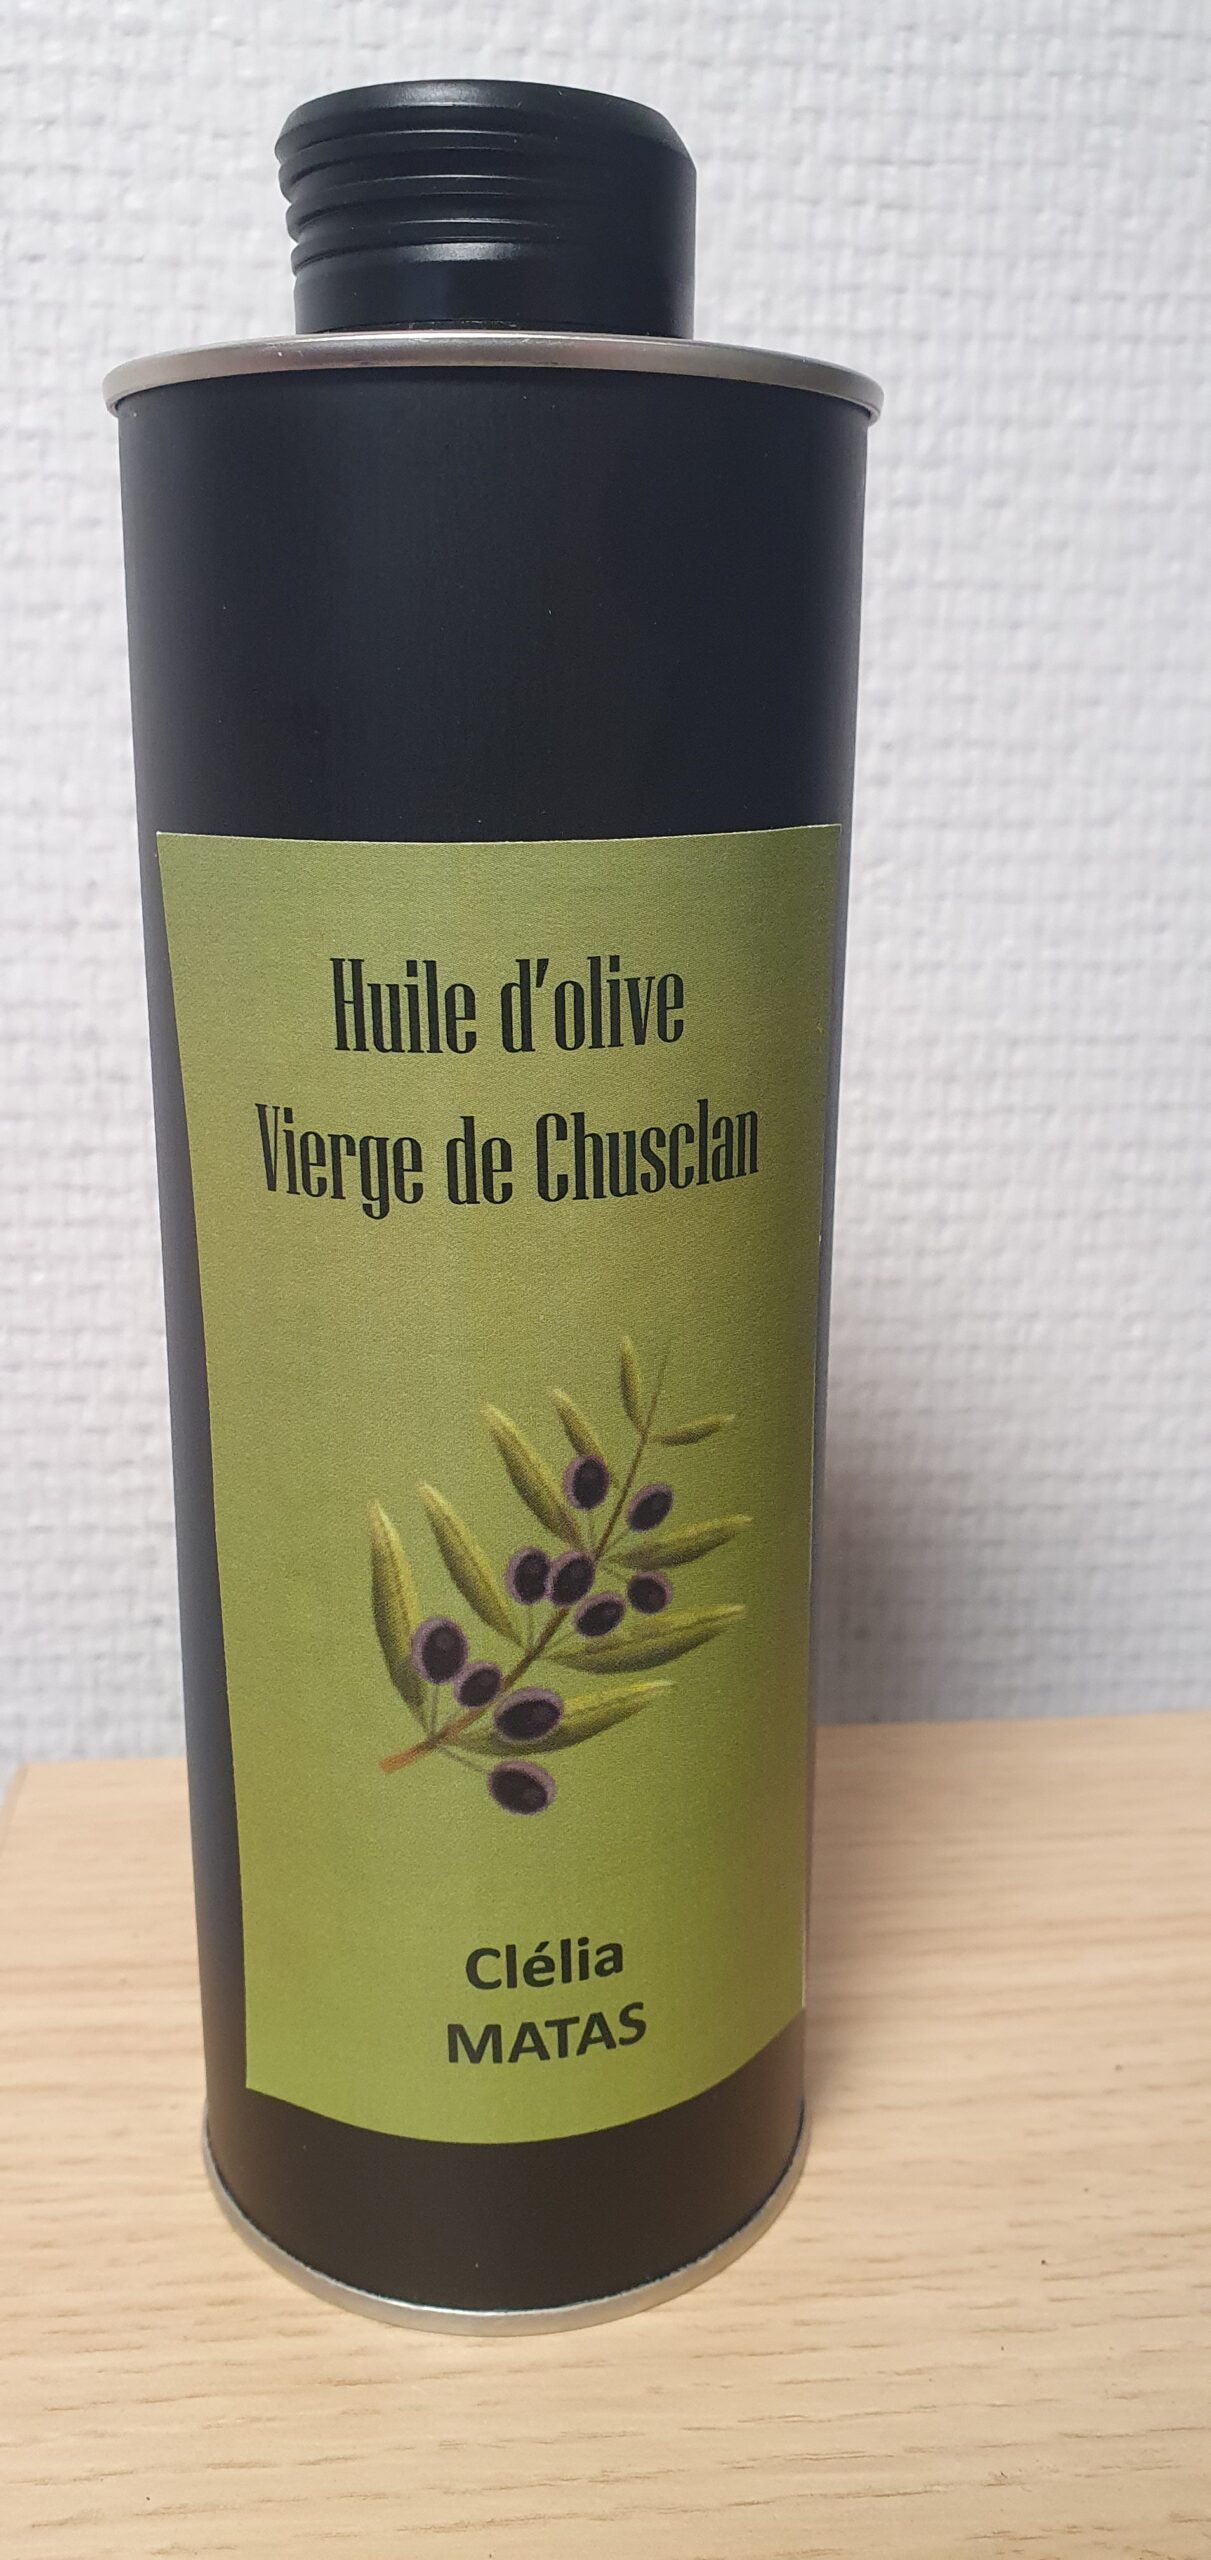 Huile d'olive
Vierge de Chusclan
Clélia
MATAS